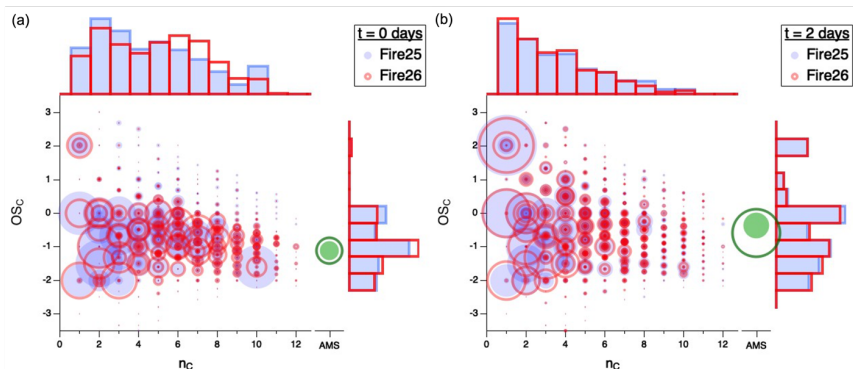 (a)
t = 0 days
Fire25
Fire26
OSC
3
2
1
0
-1
-2
-3
0 2 4 6 8 10 12 AMS
nC
(b)
t = 2 days
Fire25
Fire26
OSC
3
2
1
0
-1
-2
-3
0 2 4 6 8 10 12 AMS
nC